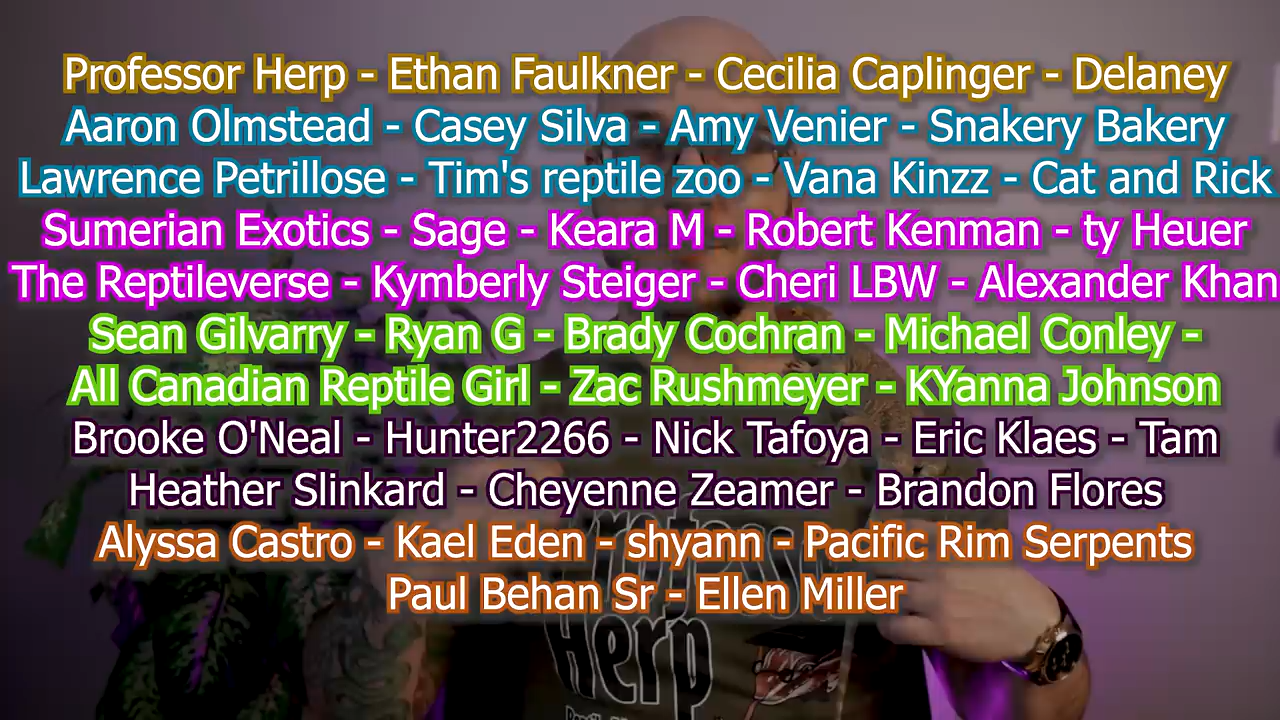 Professor Herp - Ethan Faulkner - Cecilia Caplinger - Delaney
Aaron Olmstead - Casey Silva - Amy Venier - Snakery Bakery
Lawrence Petrillose - Tim's reptile zoo - Vana Kinzz - Cat and Rick
Sumerian Exotics - Sage - Keara M - Robert Kenman - ty Heuer
The Reptileverse - Kymberly Steiger - Cheri LBW - Alexander Khan
Sean Gilvarry - Ryan G - Brady Cochran - Michael Conley -
All Canadian Reptile Girl - Zac Rushmeyer - KYanna Johnson
Brooke O'Neal - Hunter2266 - Nick Tafoya - Eric Klaes - Tam
Heather Slinkard - Cheyenne Zeamer - Brandon Flores
Alyssa Castro - Kael Eden - shyann - Pacific Rim Serpents
Paul Behan Sr - Ellen Miller
Professor
Herp